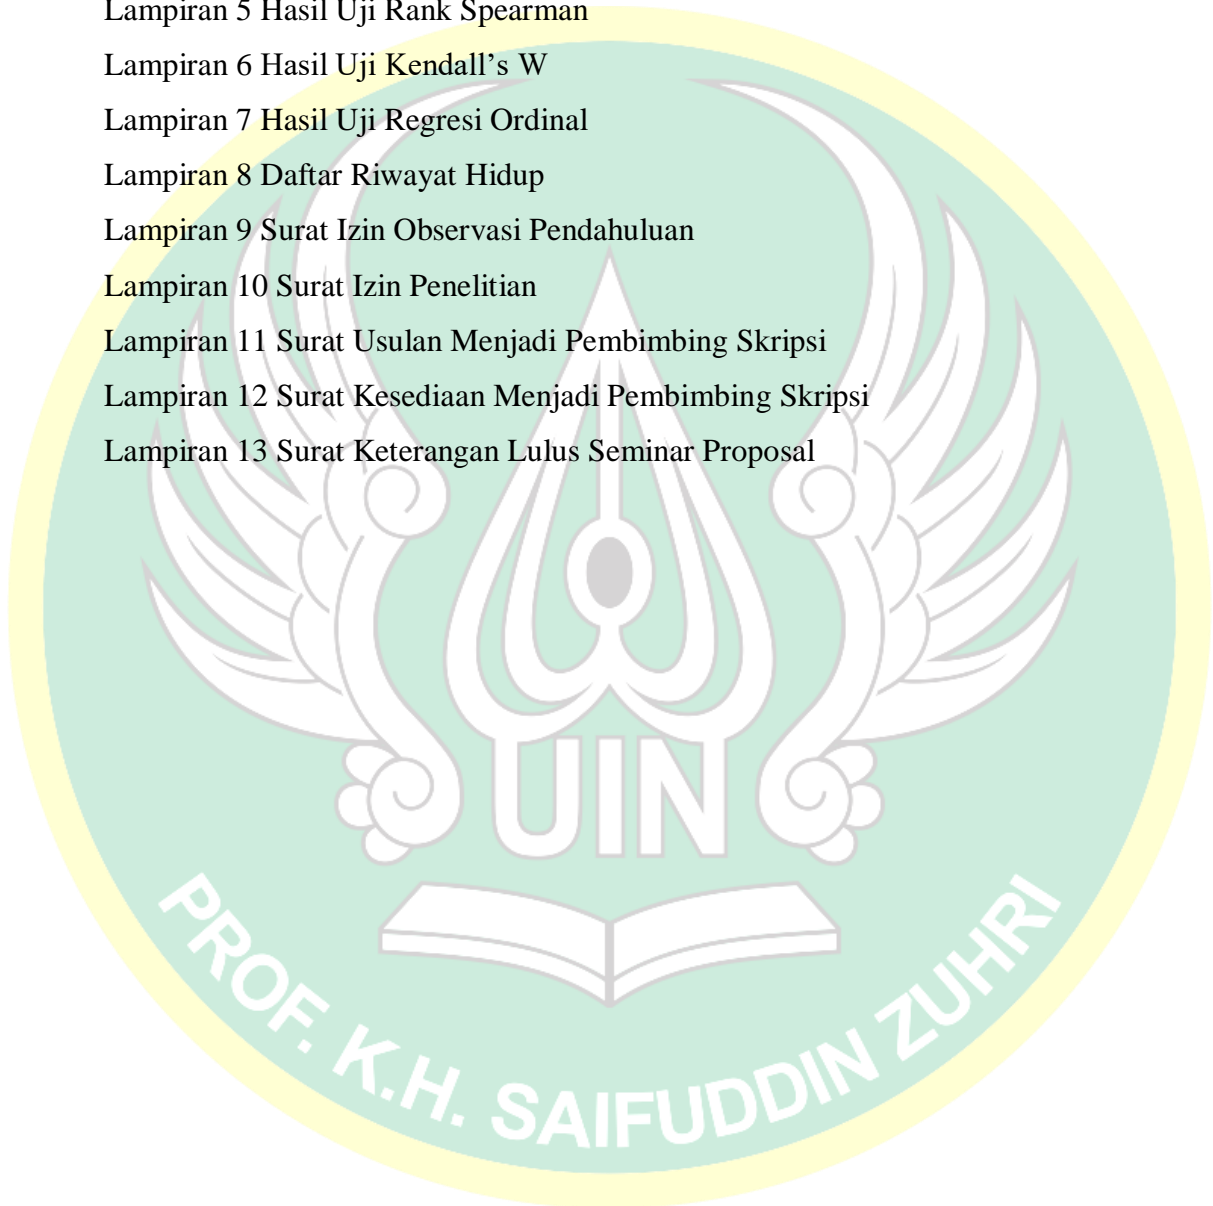 Lampiran 5 Hasil Uji Rank Spearman
Lampiran 6 Hasil Uji Kendall’s W
Lampiran 7 Hasil Uji Regresi Ordinal
Lampiran 8 Daftar Riwayat Hidup
Lampiran 9 Surat Izin Observasi Pendahuluan
Lampiran 10 Surat Izin Penelitian
Lampiran 11 Surat Usulan Menjadi Pembimbing Skripsi
Lampiran 12 Surat Kesediaan Menjadi Pembimbing Skripsi
Lampiran 13 Surat Keterangan Lulus Seminar Proposal
UIN
PROF. K.H. SAIFUDDIN ZUHRI